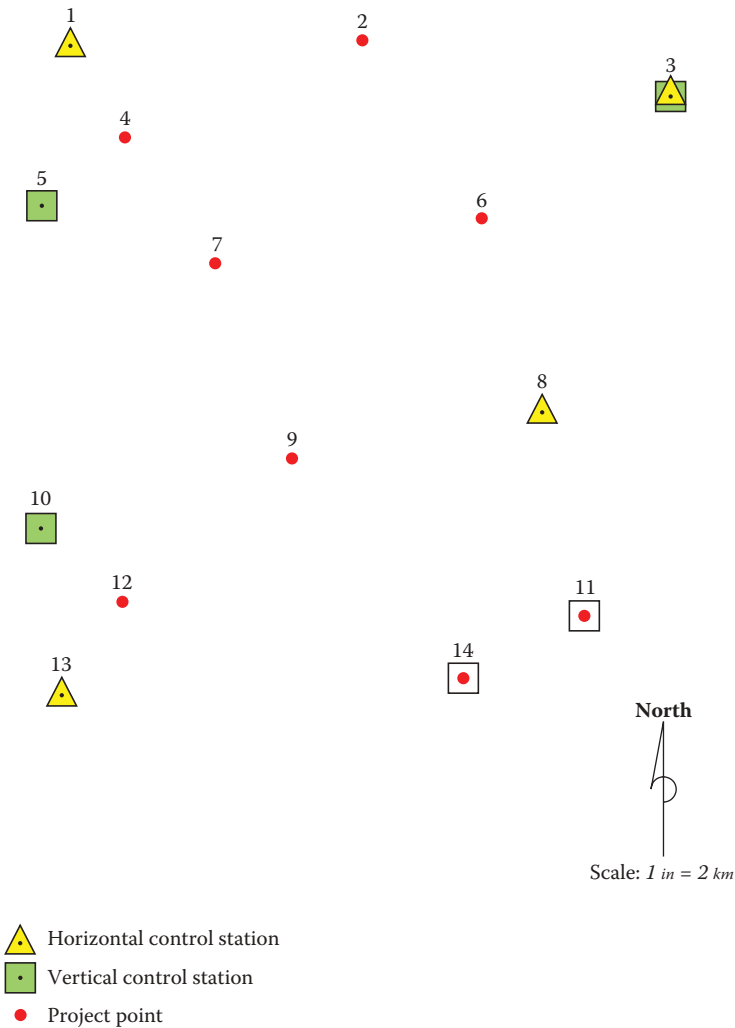 1
2
3
4
5
6
7
8
9
10
12
11
13
14
North
Scale: 1 in = 2 km
Horizontal control station
Vertical control station
Project point